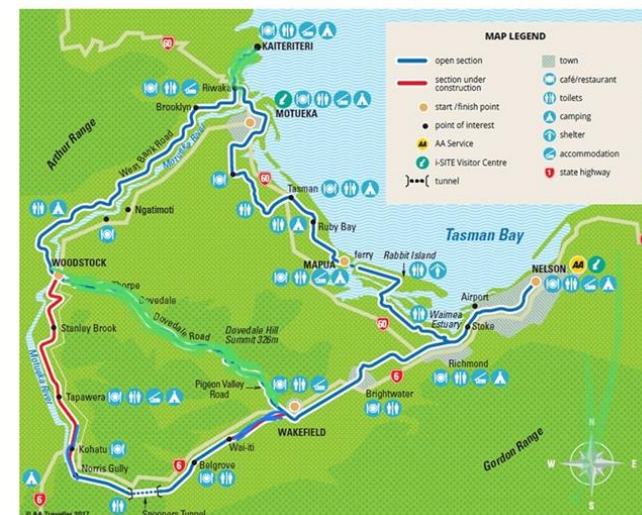 MAP LEGEND
open section
section under
construction
start / finish point
point of interest
AA Service
i-SITE Visitor Centre
tunnel
town
café/restaurant
toilets
camping
shelter
accommodation
state highway
60
KAITERITERI
Riwaka
Brooklyn
MOTUEKA
Arthur Range
West Bank Road
Motueka River
60
Tasman
Ngatimoti
Ruby Bay
Tasman Bay
WOODSTOCK
MAPUA
ferry
Rabbit Island
NELSON
AA
Thorpe
Dovedale
Dovedale Road
Dovedale Hill
Summit 326m
Airport
Waimea
Estuary
Stoke
60
Stanley Brook
Motueka River
Richmond
Pigeon Valley
Road
6
Brightwater
Tapawera
WAKEFIELD
Gordon Range
Kohatu
Wai-iti
Norris Gully
6
Belgrove
6
Spooners Tunnel
N
W
E
S
© AA Traveller 2017